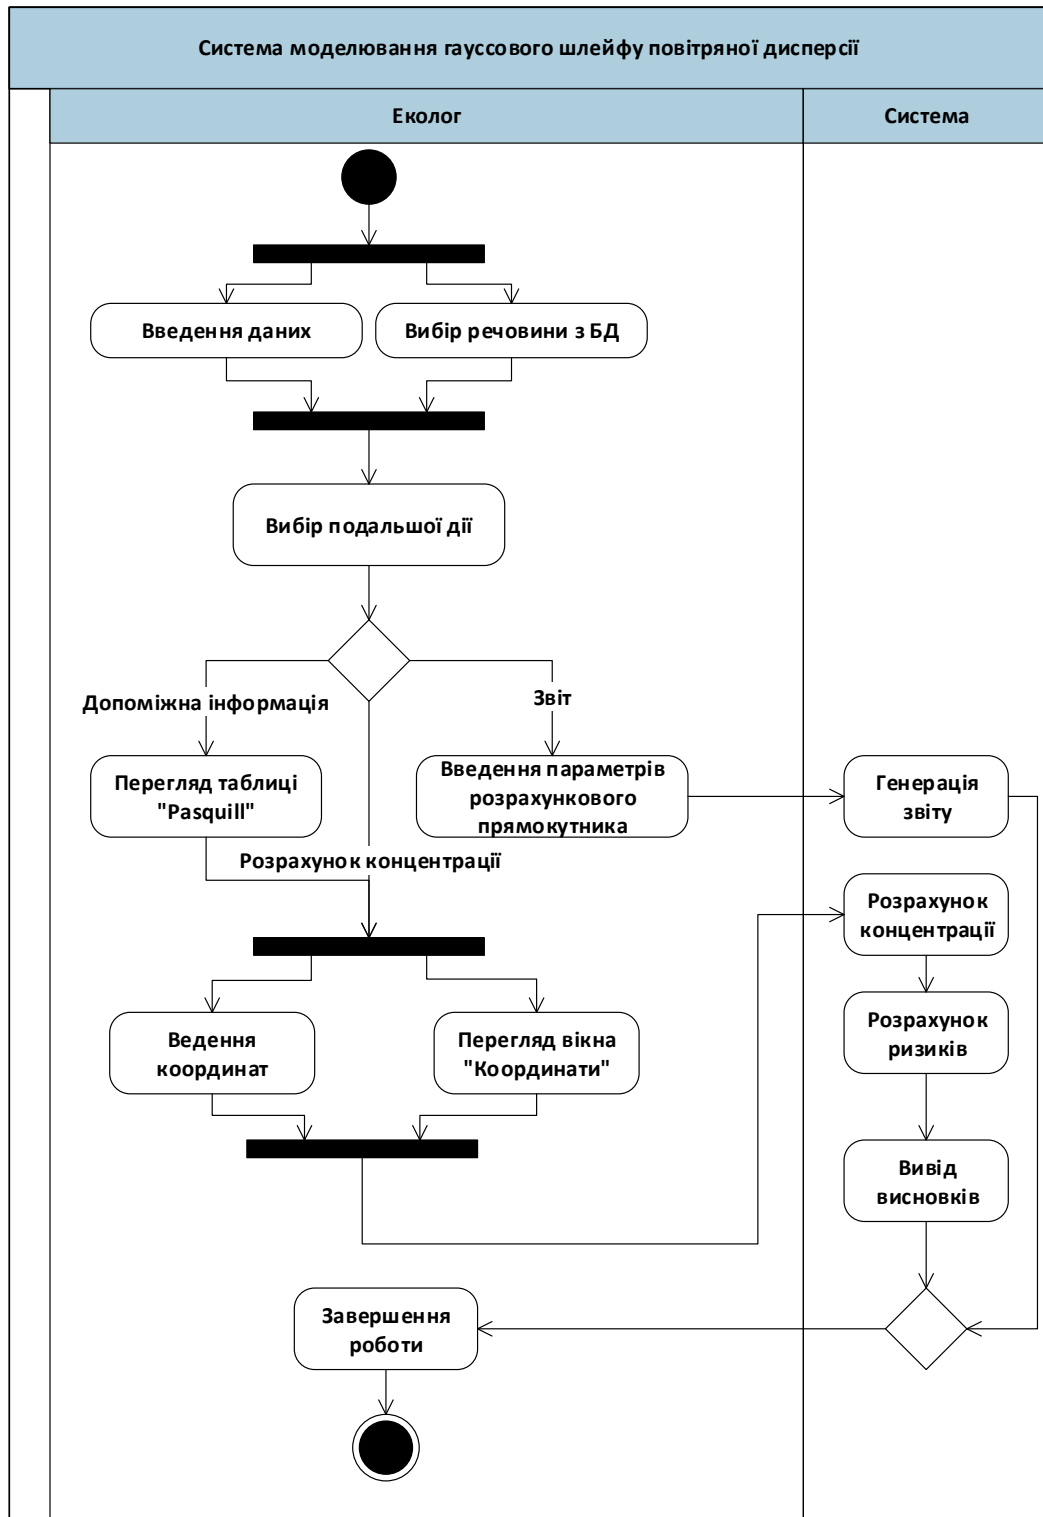 Система моделювання гауссового шлейфу повітряної дисперсії
Еколог
Система
Введення даних
Вибір речовини з БД
Вибір подальшої дії
Допоміжна інформація
Звіт
Перегляд таблиці
"Pasquill"
Введення параметрів
розрахункового
прямокутника
Генерація
звіту
Розрахунок концентрації
Розрахунок
концентрації
Ведення
координат
Перегляд вікна
"Координати"
Розрахунок
ризиків
Вивід
висновків
Завершення
роботи